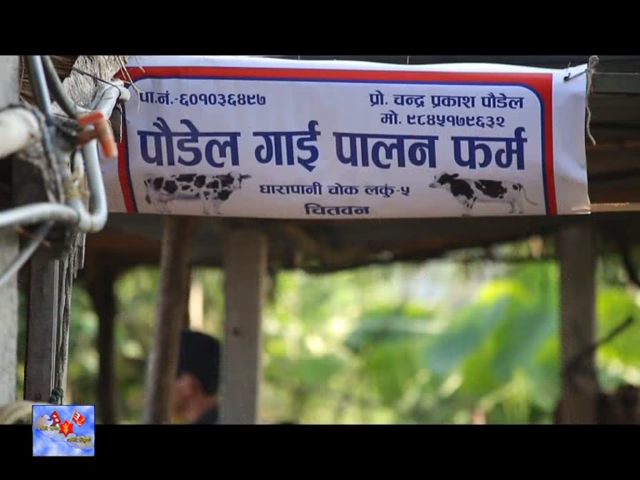 पा.नं.-६०१०३६४९७
प्रो. चन्द्र प्रकाश पौडेल
मो. ९८४५१७९६३२
पौडेल गाई पालन फर्म
धारापानी चोक लकु-५
चितवन